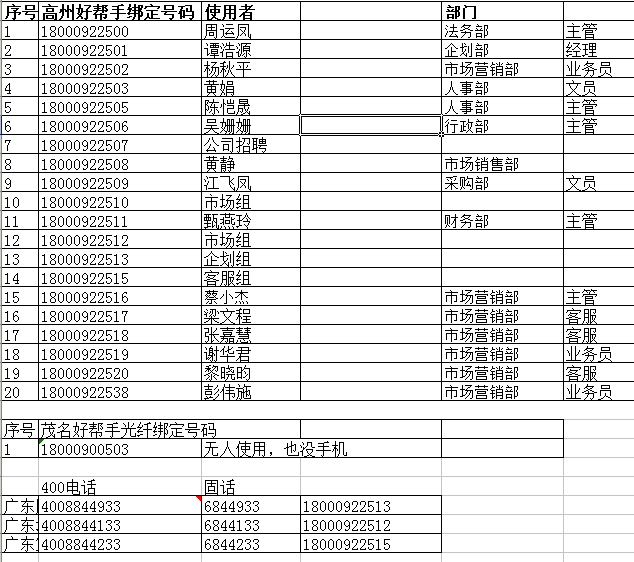 序号 高州好帮手绑定号码 使用者 部门
1 18000922500 周运凤 法务部 主管
2 18000922501 谭浩源 企划部 经理
3 18000922502 杨秋平 市场营销部 业务员
4 18000922503 黄娟 人事部 文员
5 18000922505 陈恺晟 人事部 主管
6 18000922506 吴姗姗 行政部 主管
7 18000922507 公司招聘
8 18000922508 黄静 市场销售部
9 18000922509 江飞凤 采购部 文员
10 18000922510 市场组
11 18000922511 甄燕玲 财务部 主管
12 18000922512 市场组
13 18000922513 企划组
14 18000922515 客服组
15 18000922516 蔡小杰 市场营销部 主管
16 18000922517 梁文程 市场营销部 客服
17 18000922518 张嘉慧 市场营销部 客服
18 18000922519 谢华君 市场营销部 业务员
19 18000922520 黎晓昀 市场营销部 客服
20 18000922538 彭伟施 市场营销部 业务员
序号 茂名好帮手光纤绑定号码
1 18000900503 无人使用，也没手机
400电话 固话
广东 4008844933 6844933 18000922513
广东 4008844133 6844133 18000922512
广东 4008844233 6844233 18000922515